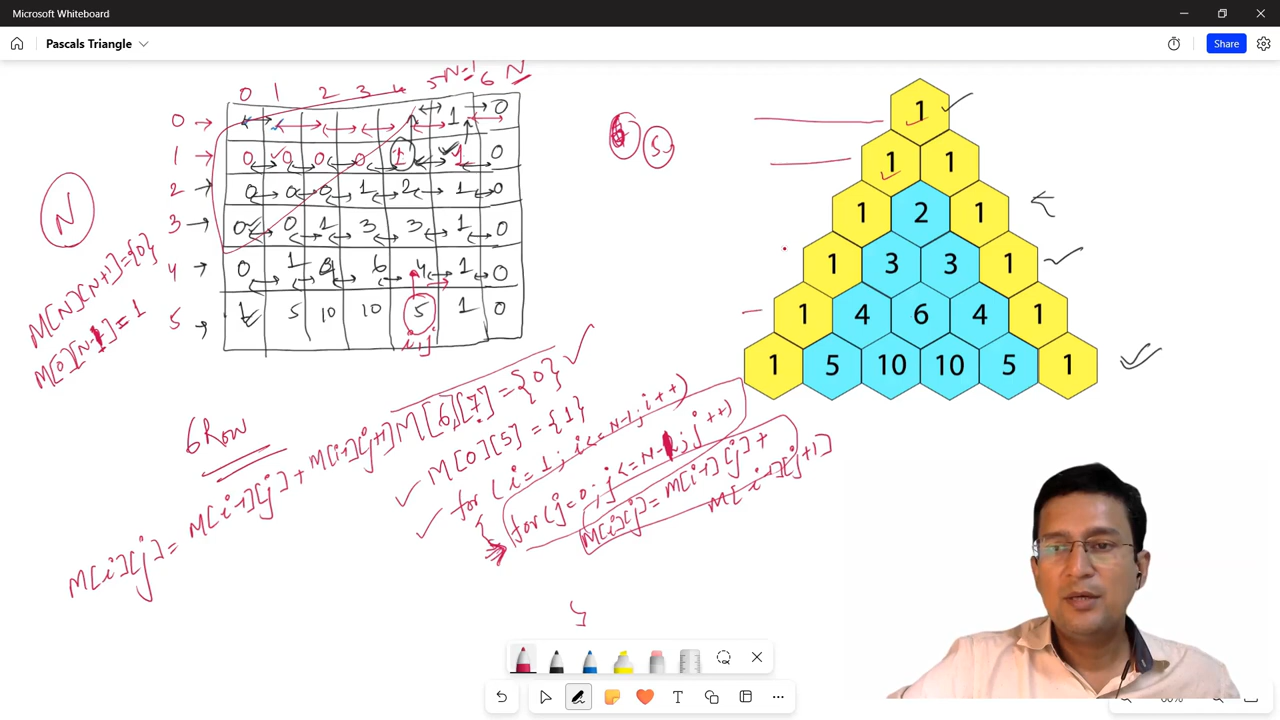 Microsoft Whiteboard
Pascals Triangle
Share
0 1 2 3 4 5 N-1 6 N
0 → 1 0
1 → 0 0 0 0 1 1 0
2 → 0 0 0 1 2 1 0
3 → 0 0 1 3 3 1 0
4 → 0 1 4 6 4 1 0
5 → 1 5 10 10 5 1 0
i,j
N
M[N][N+1]={0}
M[0][N-1]=1
6 Row
M[i][j]= M[i-1][j] + M[i-1][j+1]
M[6][7]={0}
M[0][5] = {1}
for (i=1; i<=N-1; i++)
{
for (j=0; j<=N-1; j++)
M[i][j]= M[i-1][j] +
M[i-1][j+1]
}
5
1
1 1
1 2 1
1 3 3 1
1 4 6 4 1
1 5 10 10 5 1